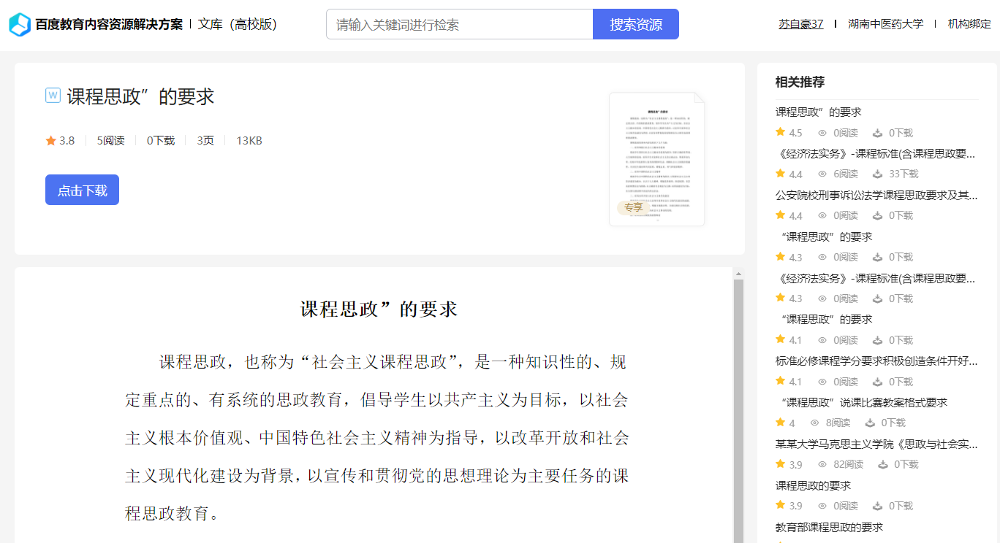 百度教育内容资源解决方案 | 文库（高校版）
请输入关键词进行检索
搜索资源
苏自豪37 | 湖南中医药大学 | 机构绑定
W 课程思政”的要求
3.8 5阅读 0下载 3页 13KB
点击下载
专享
课程思政”的要求
课程思政，也称为“社会主义课程思政”，是一种知识性的、规
定重点的、有系统的思政教育，倡导学生以共产主义为目标，以社会
主义根本价值观、中国特色社会主义精神为指导，以改革开放和社会
主义现代化建设为背景，以宣传和贯彻党的思想理论为主要任务的课
程思政教育。
相关推荐
课程思政”的要求
4.5 0阅读 0下载
《经济法实务》-课程标准(含课程思政要...
4.4 6阅读 33下载
公安院校刑事诉讼法学课程思政要求及其...
4.4 0阅读 0下载
“课程思政”的要求
4.3 0阅读 0下载
《经济法实务》-课程标准(含课程思政要...
4.3 0阅读 0下载
“课程思政”的要求
4.1 0阅读 0下载
标准必修课程学分要求积极创造条件开好...
4.1 0阅读 0下载
“课程思政”说课比赛教案格式要求
4 8阅读 0下载
某某大学马克思主义学院《思政与社会实...
3.9 82阅读 0下载
课程思政的要求
3.9 0阅读 0下载
教育部课程思政的要求